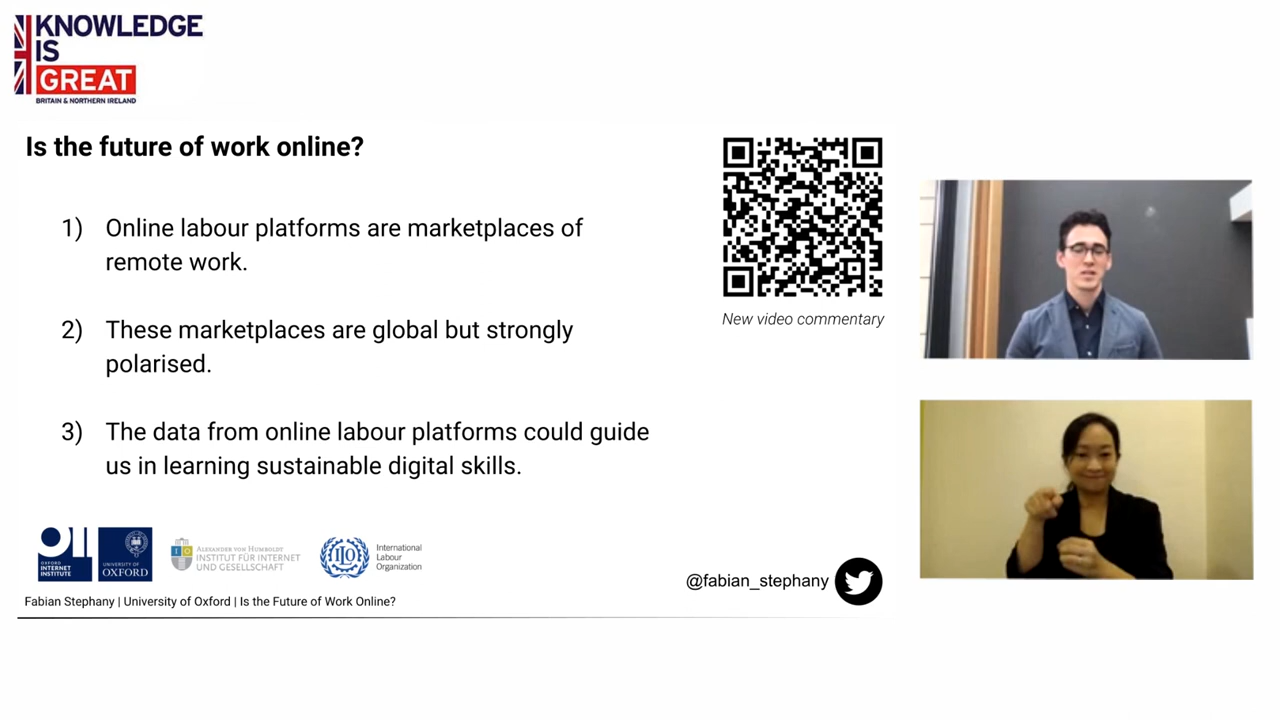 KNOWLEDGE
IS
GREAT
BRITAIN & NORTHERN IRELAND
Is the future of work online?
1) Online labour platforms are marketplaces of
remote work.
2) These marketplaces are global but strongly
polarised.
3) The data from online labour platforms could guide
us in learning sustainable digital skills.
New video commentary
OII
OXFORD
INTERNET
INSTITUTE
UNIVERSITY OF
OXFORD
ALEXANDER VON HUMBOLDT
INSTITUT FÜR INTERNET
UND GESELLSCHAFT
ILO
International
Labour
Organization
@fabian_stephany
Fabian Stephany | University of Oxford | Is the Future of Work Online?